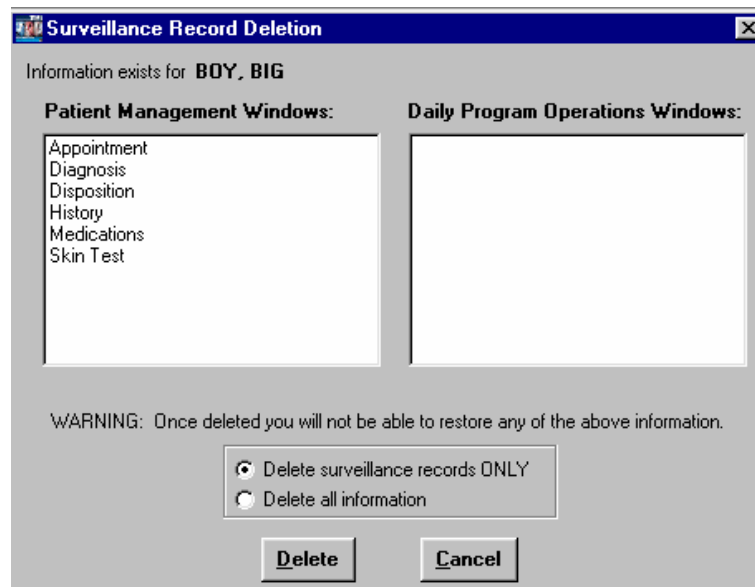 Surveillance Record Deletion
Information exists for BOY, BIG
Patient Management Windows:
Daily Program Operations Windows:
Appointment
Diagnosis
Disposition
History
Medications
Skin Test
WARNING: Once deleted you will not be able to restore any of the above information.
Delete surveillance records ONLY
Delete all information
Delete
Cancel